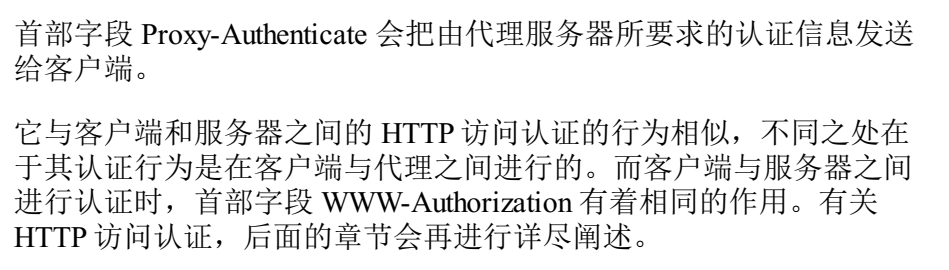 首部字段 Proxy-Authenticate 会把由代理服务器所要求的认证信息发送
给客户端。
它与客户端和服务器之间的 HTTP 访问认证的行为相似，不同之处在
于其认证行为是在客户端与代理之间进行的。而客户端与服务器之间
进行认证时，首部字段 WWW-Authorization 有着相同的作用。有关
HTTP 访问认证，后面的章节会再进行详尽阐述。